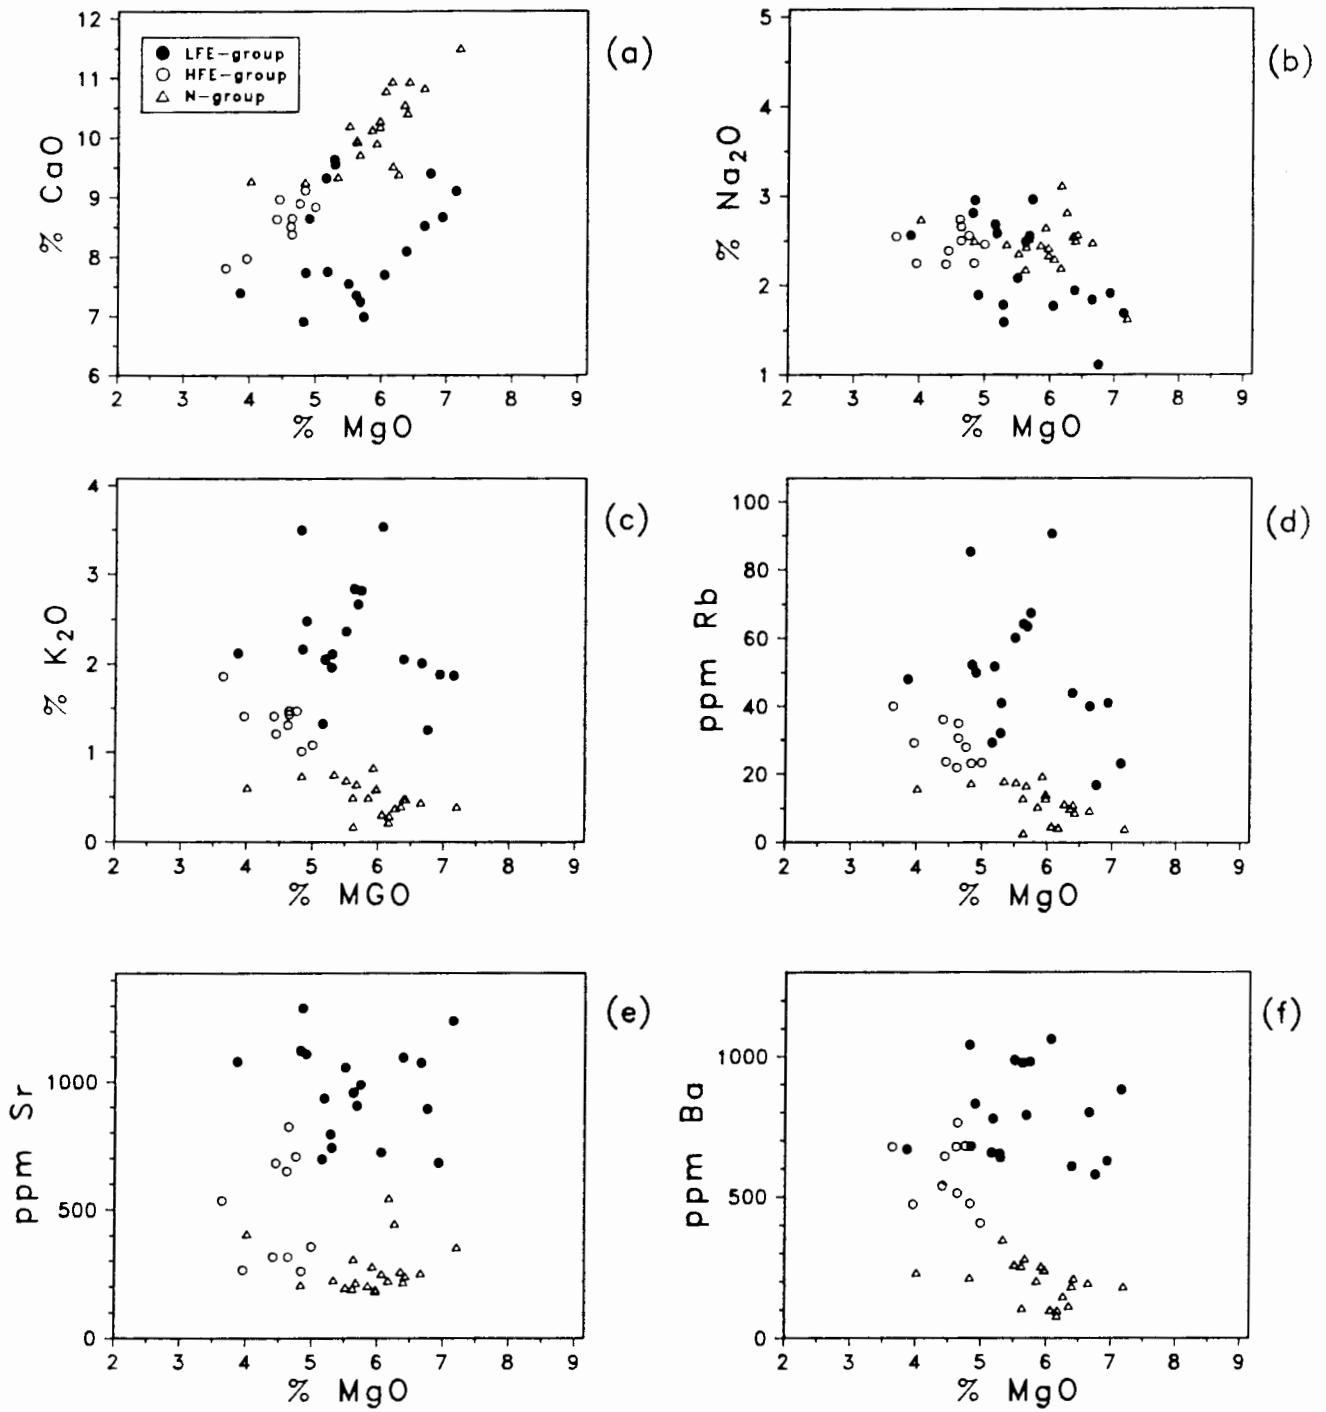 12
11
10
9
8
7
6
% CaO
LFE-group
HFE-group
N-group
2 3 4 5 6 7 8 9
% MgO
(a)
5
4
3
2
1
% Na₂O
2 3 4 5 6 7 8 9
% MgO
(b)
4
3
2
1
0
% K₂O
2 3 4 5 6 7 8 9
% MGO
(c)
100
80
60
40
20
0
ppm Rb
2 3 4 5 6 7 8 9
% MgO
(d)
1000
500
0
ppm Sr
2 3 4 5 6 7 8 9
% MgO
(e)
1000
500
0
ppm Ba
2 3 4 5 6 7 8 9
% MgO
(f)